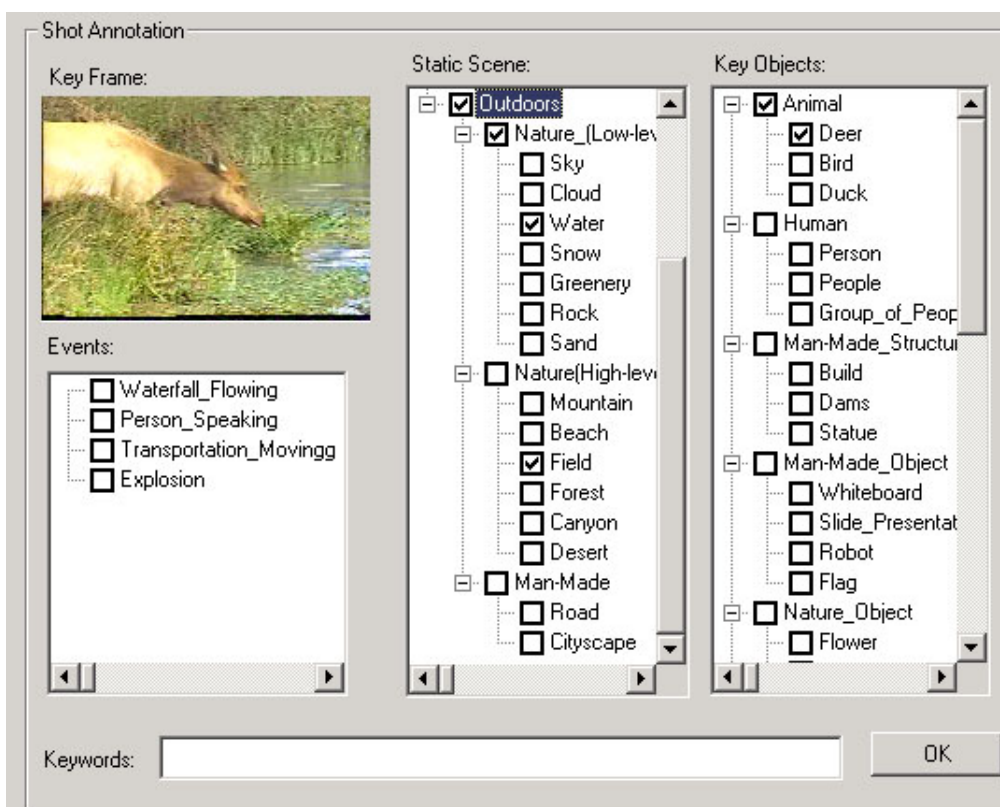 Shot Annotation
Key Frame:
Events:
Waterfall_Flowing
Person_Speaking
Transportation_Movingg
Explosion
Static Scene:
Outdoors
Nature_(Low-lev
Sky
Cloud
Water
Snow
Greenery
Rock
Sand
Nature(High-leve
Mountain
Beach
Field
Forest
Canyon
Desert
Man-Made
Road
Cityscape
Key Objects:
Animal
Deer
Bird
Duck
Human
Person
People
Group_of_Peop
Man-Made_Structur
Build
Dams
Statue
Man-Made_Object
Whiteboard
Slide_Presentat
Robot
Flag
Nature_Object
Flower
Keywords:
OK